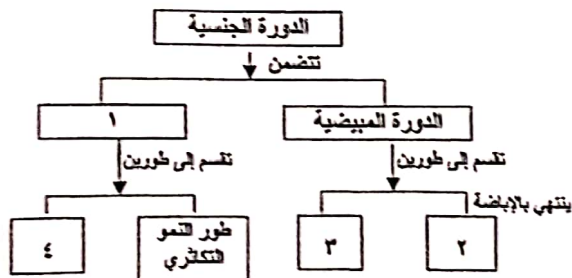 الدورة الجنسية
تتضمن
الدورة المبيضية
١
تقسم إلى طورين
تقسم إلى طورين
ينتهي بالإباضة
٢
٣
طور النمو
التكاثري
٤